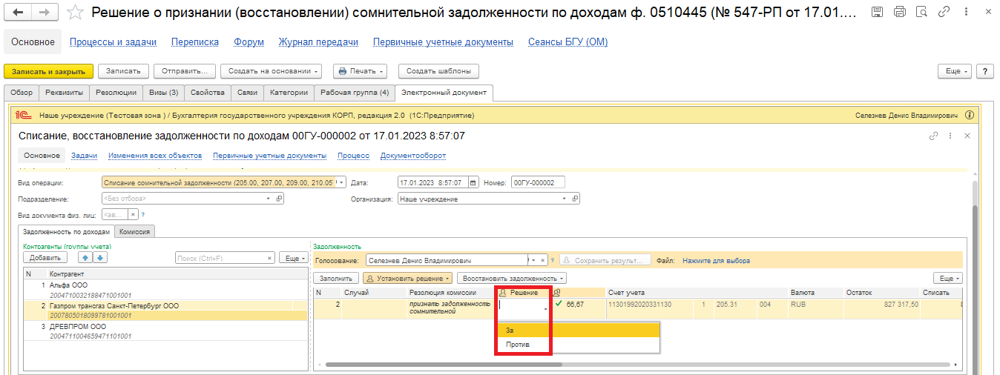 Решение о признании (восстановлении) сомнительной задолженности по доходам ф. 0510445 (№ 547-РП от 17.01....
Основное Процессы и задачи Переписка Форум Журнал передачи Первичные учетные документы Сеансы БГУ (ОМ)
Записать и закрыть Записать Отправить... Создать на основании Печать Создать шаблоны Еще ?
Обзор Реквизиты Резолюции Визы (3) Свойства Связи Категории Рабочая группа (4) Электронный документ
1С Наше учреждение (Тестовая зона ) / Бухгалтерия государственного учреждения КОРП, редакция 2.0 (1С:Предприятие) Селезнев Денис Владимирович
Списание, восстановление задолженности по доходам 00ГУ-000002 от 17.01.2023 8:57:07
Основное Задачи Изменения всех объектов Первичные учетные документы Процесс Документооборот
Вид операции: Списание сомнительной задолженности (205.00, 207.00, 209.00, 210.05 Дата: 17.01.2023 8:57:07 Номер: 00ГУ-000002
Подразделение: <Без отбора> Организация: Наше учреждение
Вид документа физ. лиц: <ав... × ?
Задолженность по доходам Комиссия
Контрагенты (группы учета) Задолженность
Добавить Поиск (Ctrl+F) × Еще
Голосование: Селезнев Денис Владимирович × ? Сохранить результ... Файл: Нажмите для выбора
Заполнить Установить решение Восстановить задолженность Еще
N Контрагент
1 Альфа ООО
2004710032188471001001
2 Газпром трансгаз Санкт-Петербург ООО
2007805018099781001001
3 ДРЕВПРОМ ООО
2004711004659471101001
N Случай Резолюция комиссии Решение Счет учета Валюта Остаток Списать
2 признать задолженность 66,67 11301992020331130 1 205.31 004 RUB 827 317,50
сомнительной
За
Против